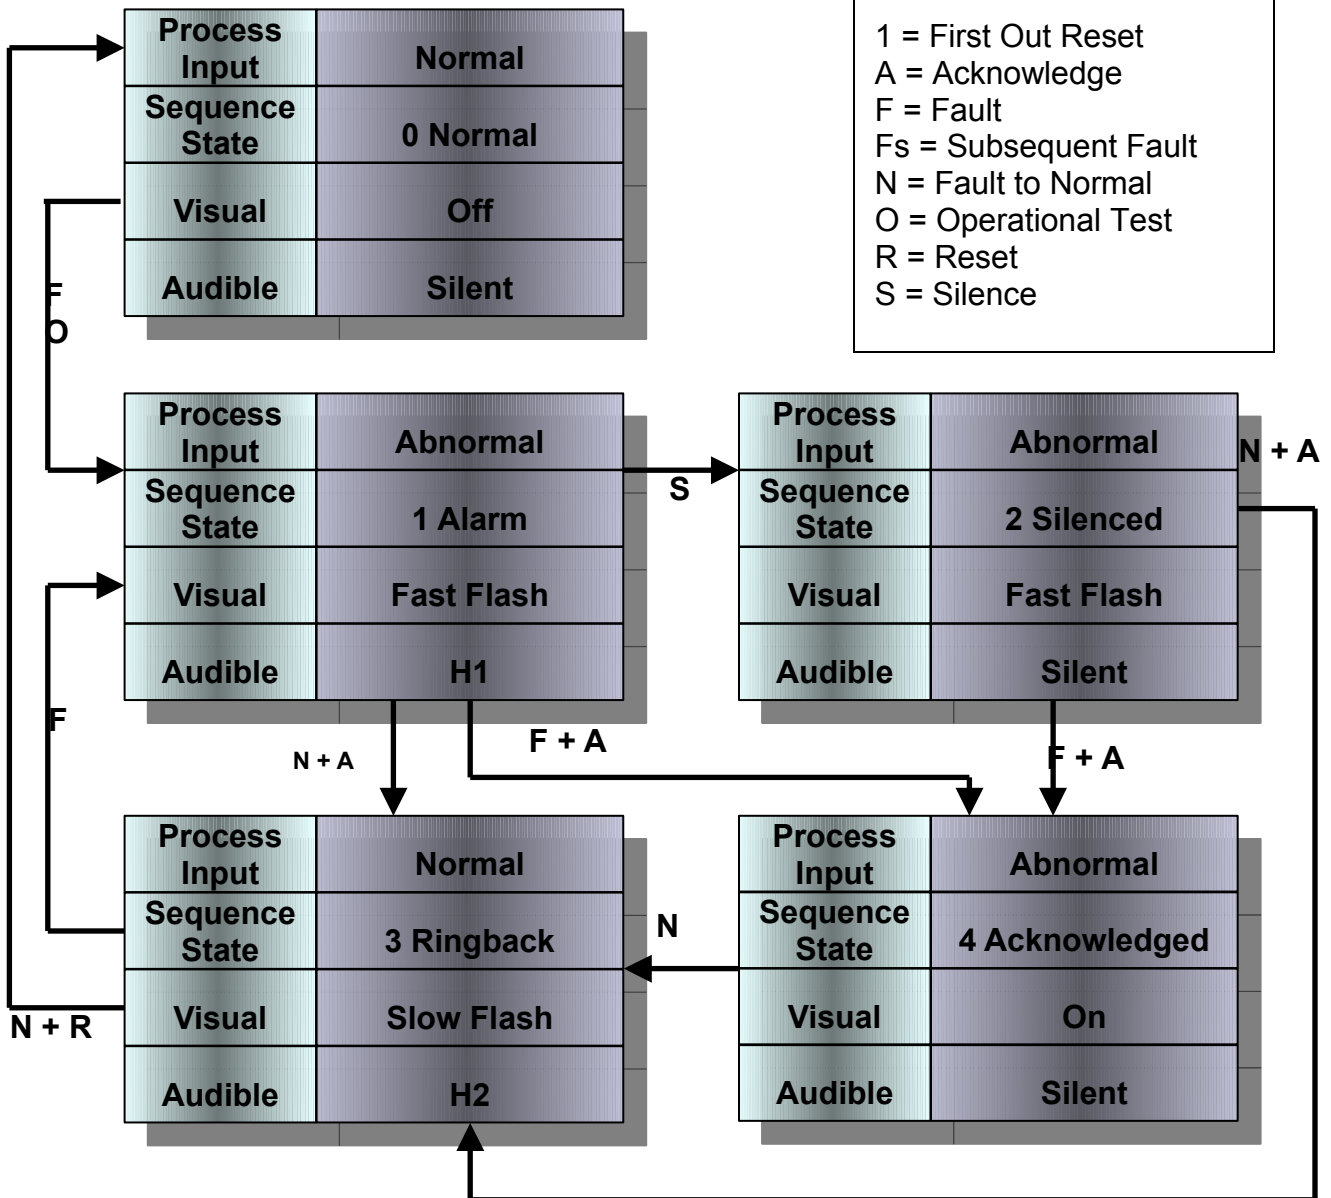 Process
Input
Normal
Sequence
State
0 Normal
Visual
Off
Audible
Silent
1 = First Out Reset
A = Acknowledge
F = Fault
Fs = Subsequent Fault
N = Fault to Normal
O = Operational Test
R = Reset
S = Silence
F
O
Process
Input
Abnormal
Sequence
State
1 Alarm
Visual
Fast Flash
Audible
H1
S
Process
Input
Abnormal
Sequence
State
2 Silenced
Visual
Fast Flash
Audible
Silent
N + A
F
N + A
F + A
F + A
Process
Input
Normal
Sequence
State
3 Ringback
Visual
Slow Flash
Audible
H2
N + R
N
Process
Input
Abnormal
Sequence
State
4 Acknowledged
Visual
On
Audible
Silent